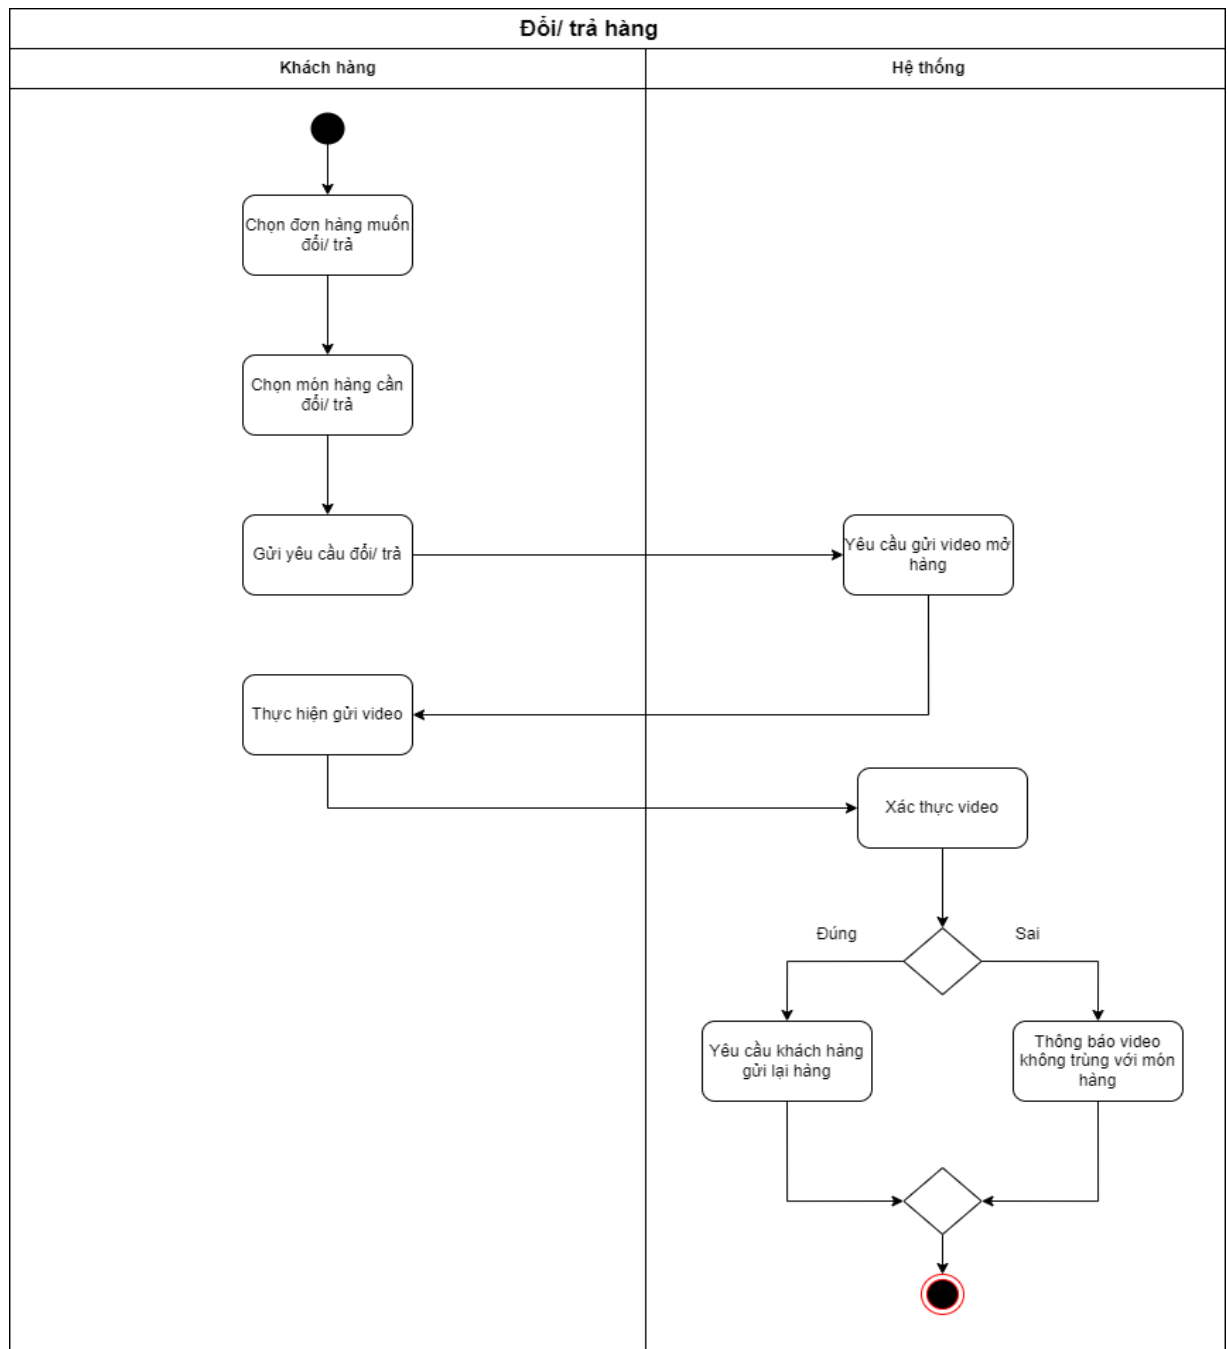 Đổi/ trả hàng
Khách hàng
Hệ thống
Chọn đơn hàng muốn
đổi/ trả
Chọn món hàng cần
đổi/ trả
Gửi yêu cầu đổi/ trả
Yêu cầu gửi video mở
hàng
Thực hiện gửi video
Xác thực video
Đúng
Sai
Yêu cầu khách hàng
gửi lại hàng
Thông báo video
không trùng với món
hàng